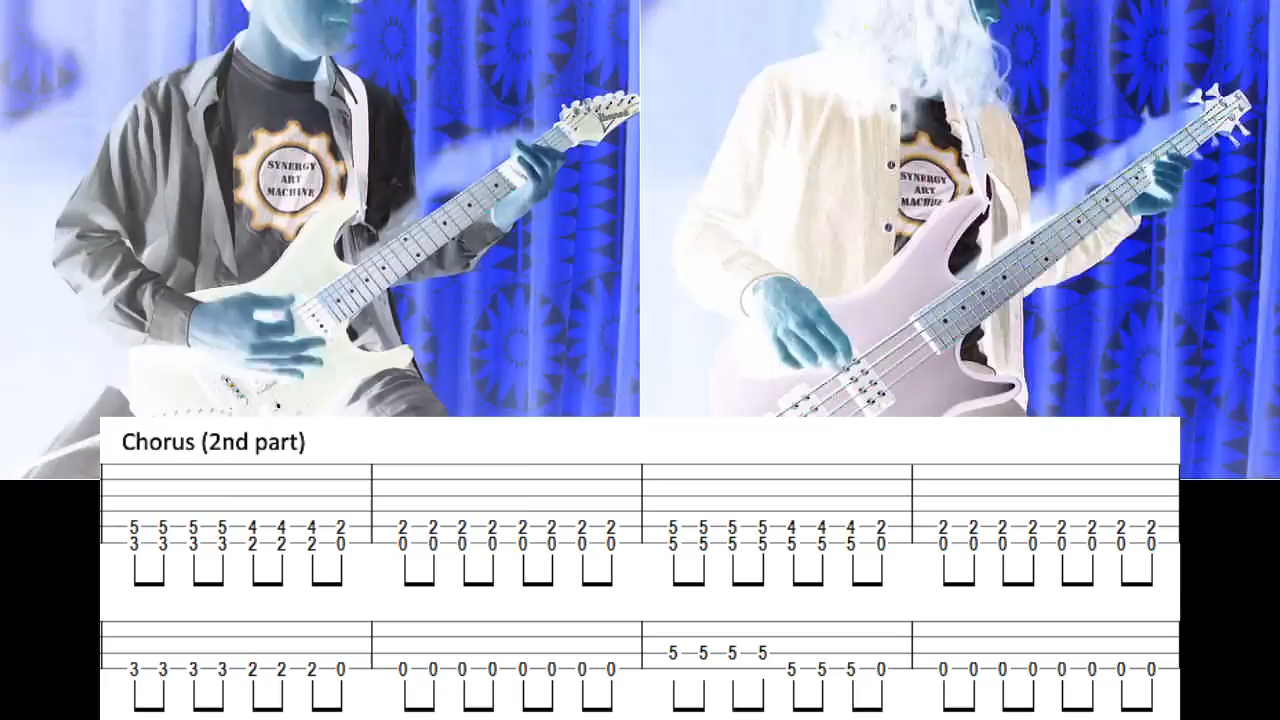 SYNERGY
ART
MACHINE
SYNERGY
ART
MACHINE
Ibanez
Chorus (2nd part)
5 5 5 5 4 4 4 2 2 2 2 2 2 2 2 2 5 5 5 5 4 4 4 2 2 2 2 2 2 2 2 2
3 3 3 3 2 2 2 0 0 0 0 0 0 0 0 0 5 5 5 5 5 5 5 0 0 0 0 0 0 0 0 0
5 5 5 5
3 3 3 3 2 2 2 0 0 0 0 0 0 0 0 0 5 5 5 0 0 0 0 0 0 0 0 0